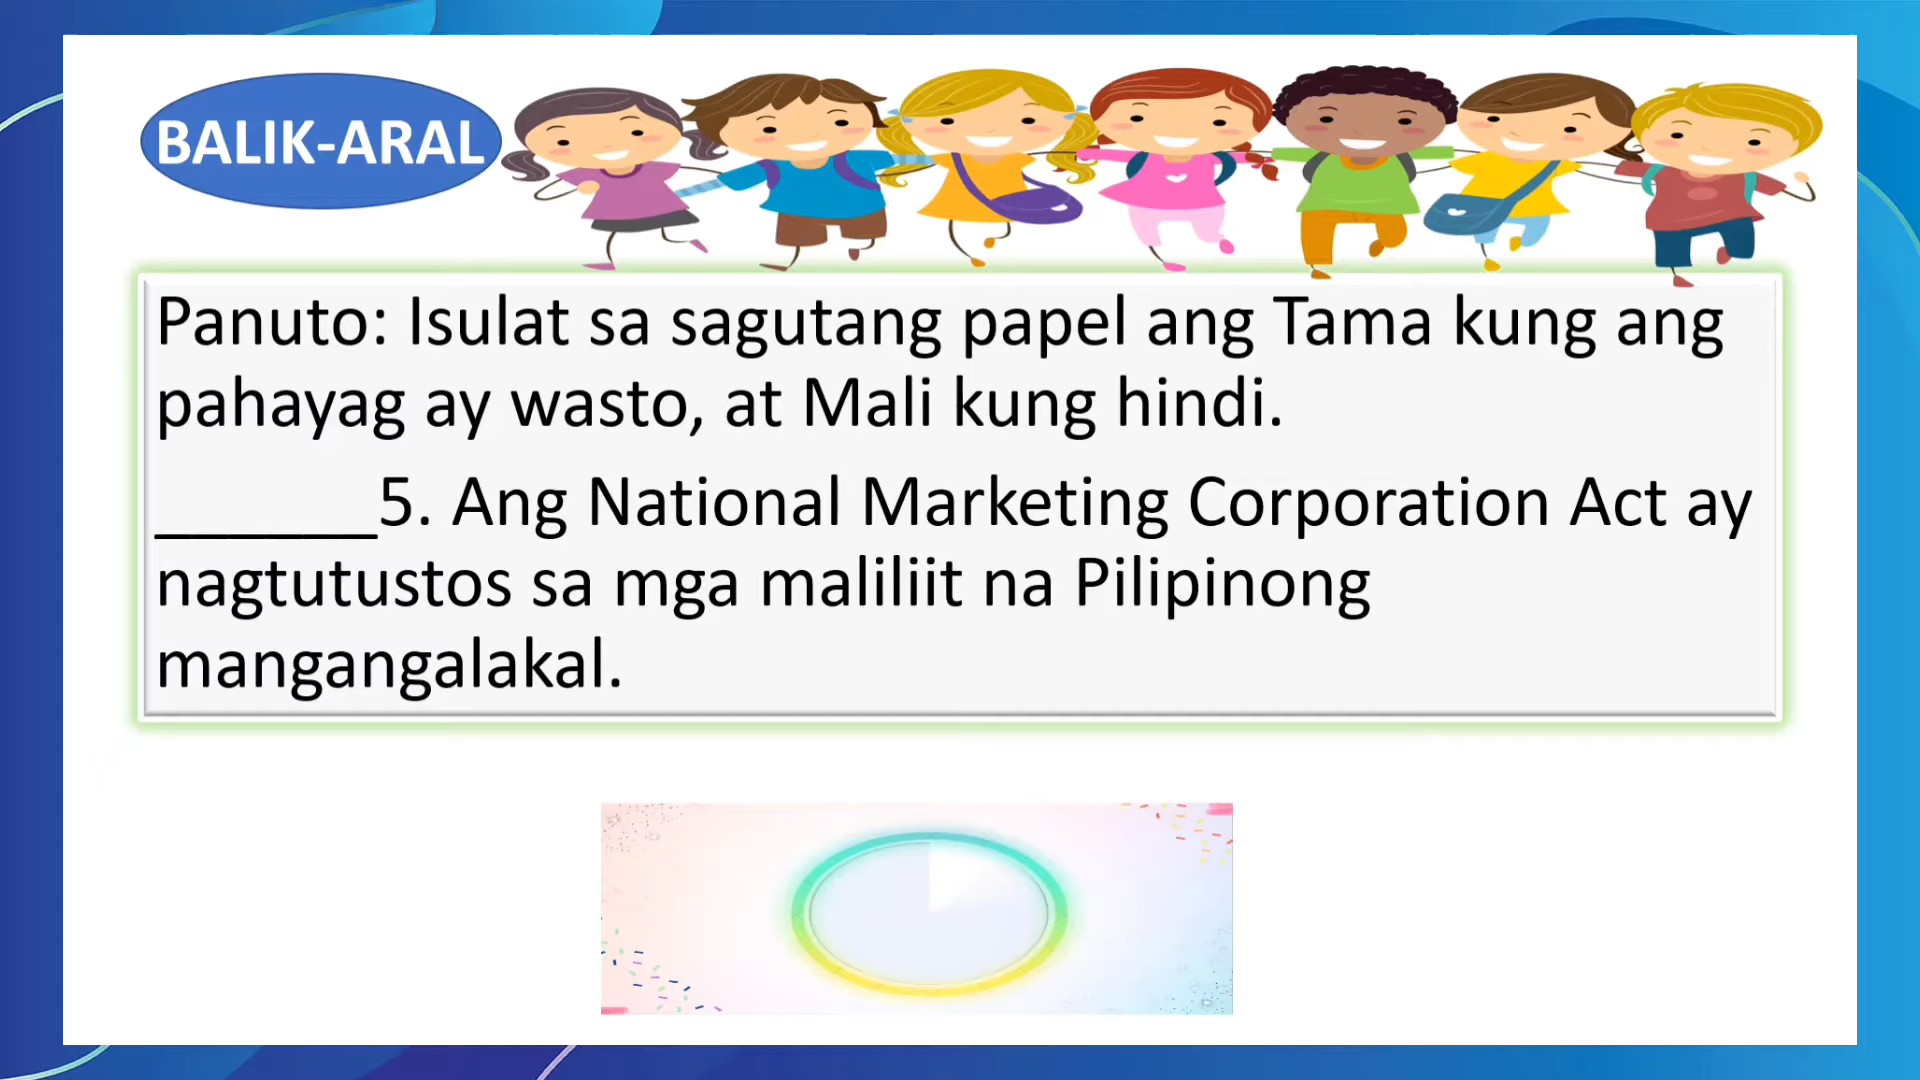 BALIK-ARAL
Panuto: Isulat sa sagutang papel ang Tama kung ang
pahayag ay wasto, at Mali kung hindi.
______5. Ang National Marketing Corporation Act ay
nagtutustos sa mga maliliit na Pilipinong
mangangalakal.